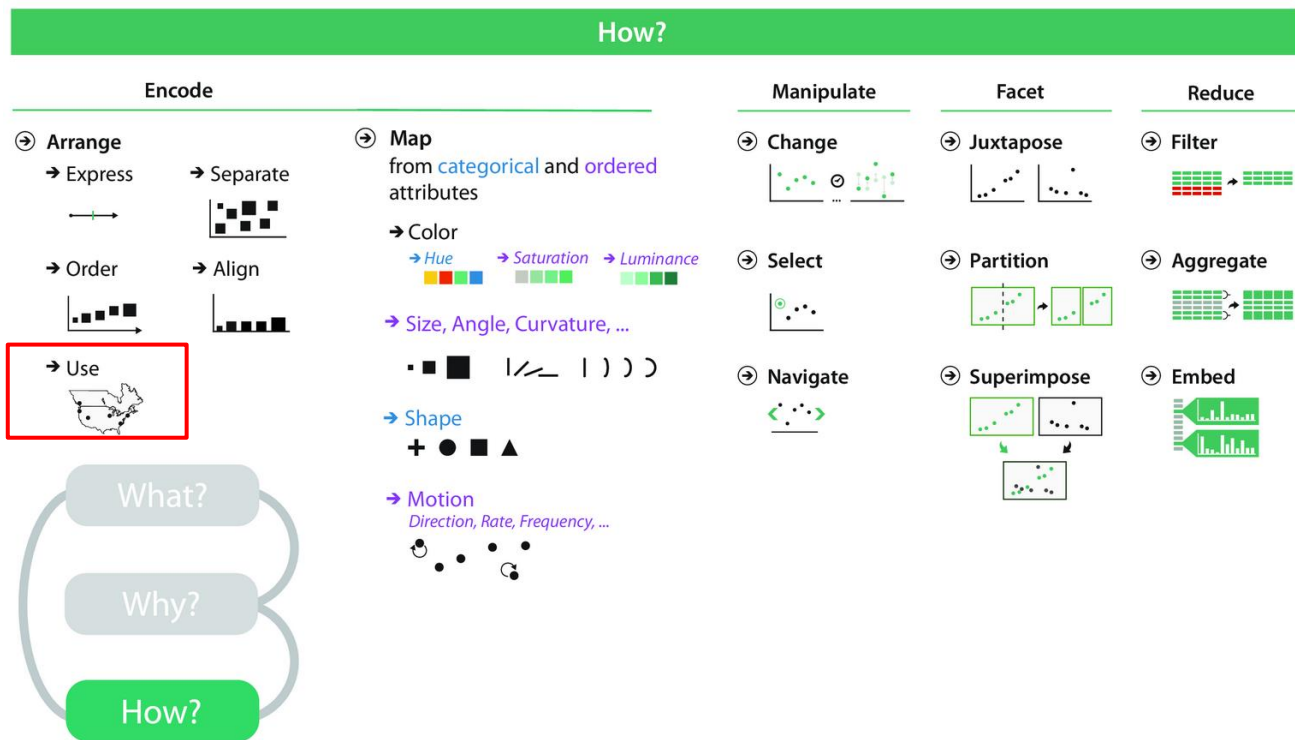 How?
Encode
Arrange
Express
Separate
Order
Align
Use
Map
from categorical and ordered
attributes
Color
Hue
Saturation
Luminance
Size, Angle, Curvature, ...
Shape
Motion
Direction, Rate, Frequency, ...
Manipulate
Change
...
Select
Navigate
Facet
Juxtapose
Partition
Superimpose
Reduce
Filter
Aggregate
Embed
What?
Why?
How?